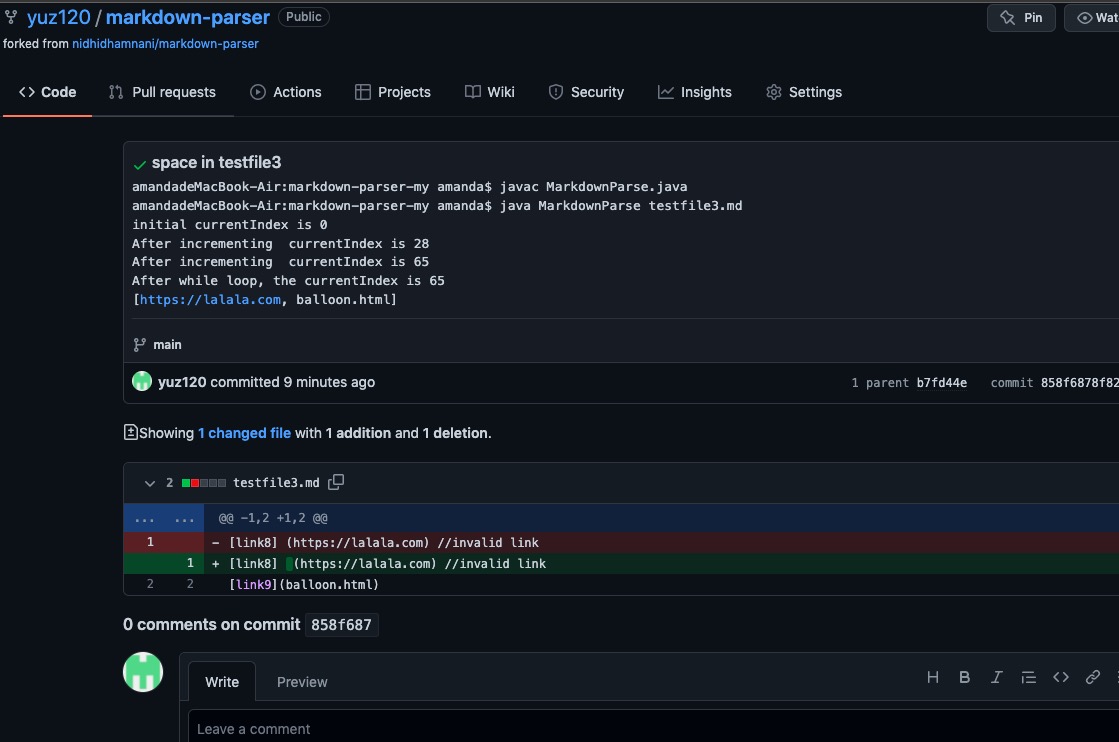 yuz120 / markdown-parser Public Pin
forked from nidhidhamnani/markdown-parser
Code Pull requests Actions Projects Wiki Security Insights Settings
space in testfile3
amandadeMacBook-Air:markdown-parser-my amanda$ javac MarkdownParse.java
amandadeMacBook-Air:markdown-parser-my amanda$ java MarkdownParse testfile3.md
initial currentIndex is 0
After incrementing  currentIndex is 28
After incrementing  currentIndex is 65
After while loop, the currentIndex is 65
[https://lalala.com, balloon.html]
main
yuz120 committed 9 minutes ago 1 parent b7fd44e commit 858f6878f82
Showing 1 changed file with 1 addition and 1 deletion.
2 testfile3.md
... ... @@ -1,2 +1,2 @@
1 - [link8] (https://lalala.com) //invalid link
1 + [link8]  (https://lalala.com) //invalid link
2 2 [link9](balloon.html)
0 comments on commit 858f687
Write Preview H B I
Leave a comment